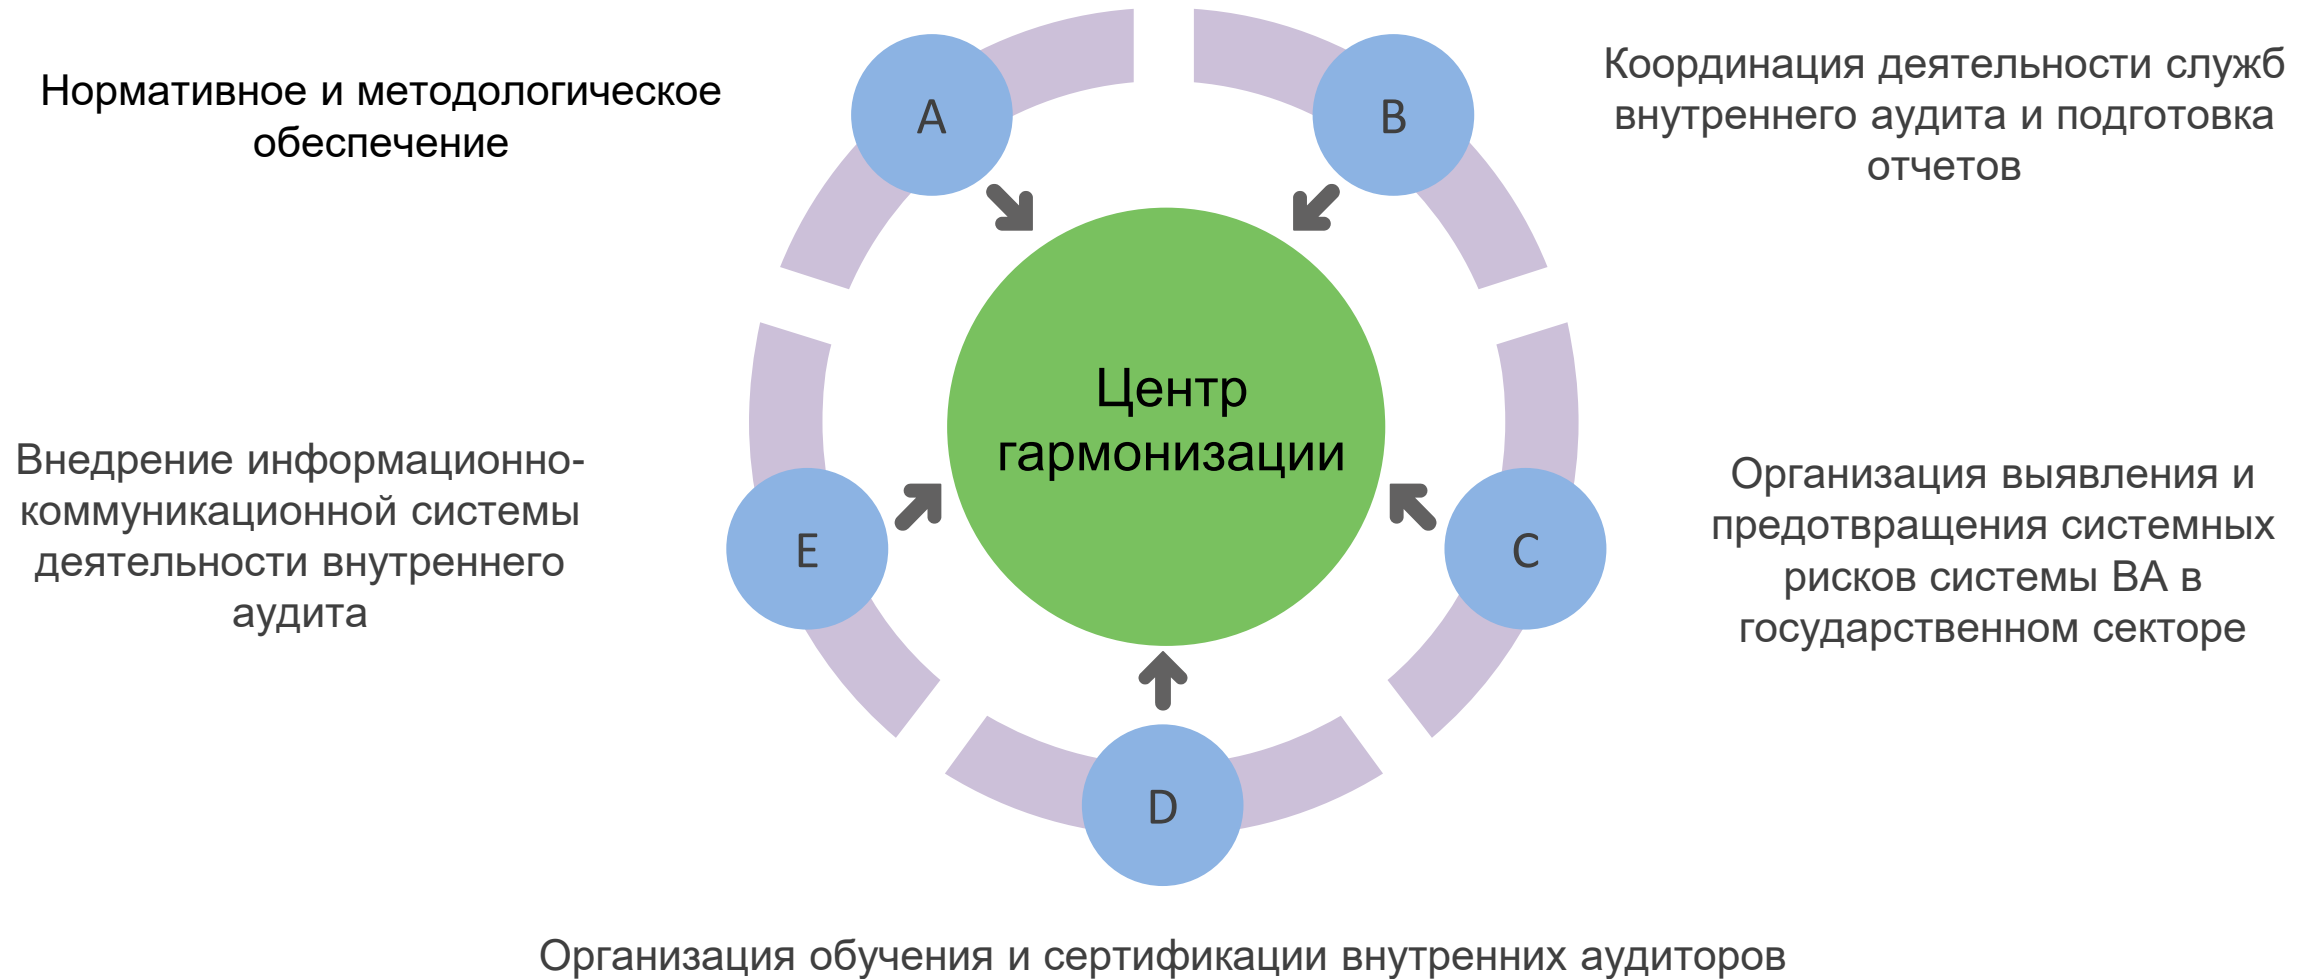 Нормативное и методологическое
обеспечение
A
B
Координация деятельности служб
внутреннего аудита и подготовка
отчетов
Центр
гармонизации
Внедрение информационно-
коммуникационной системы
деятельности внутреннего
аудита
E
C
Организация выявления и
предотвращения системных
рисков системы ВА в
государственном секторе
D
Организация обучения и сертификации внутренних аудиторов